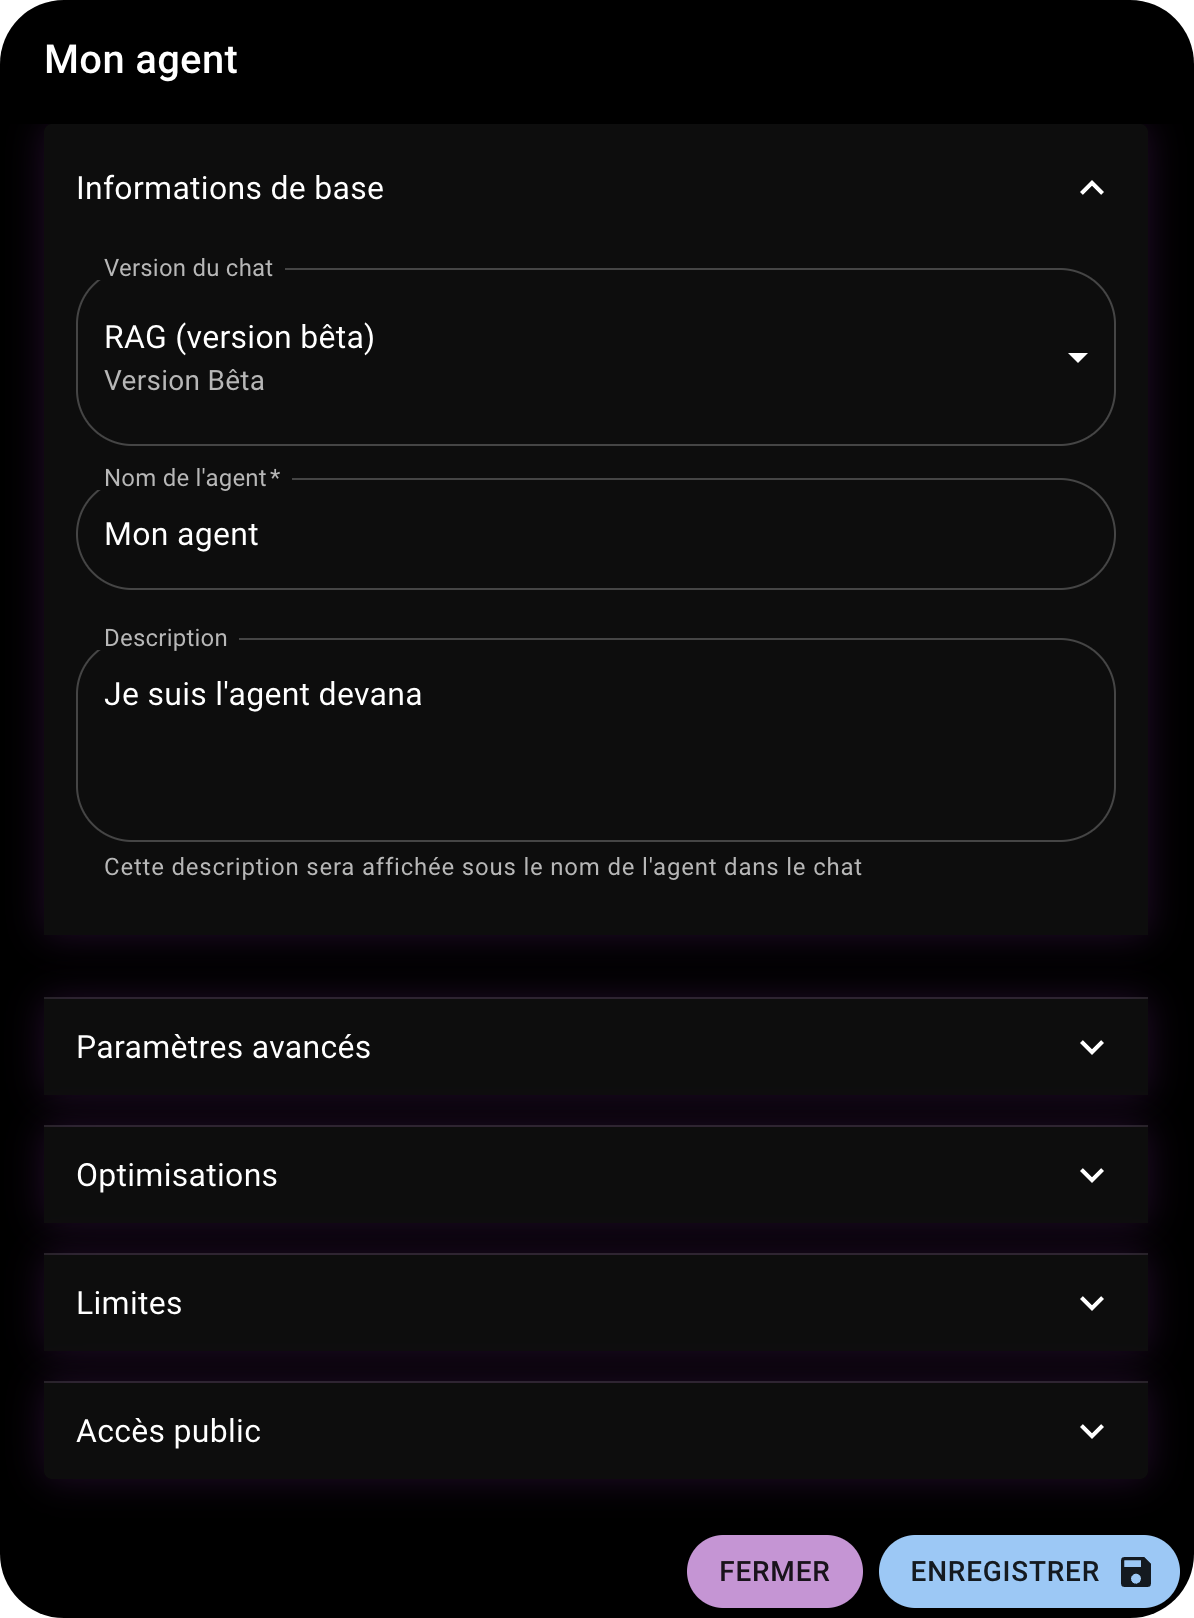 Mon agent
Informations de base
Version du chat
RAG (version bêta)
Version Bêta
Nom de l'agent*
Mon agent
Description
Je suis l'agent devana
Cette description sera affichée sous le nom de l'agent dans le chat
Paramètres avancés
Optimisations
Limites
Accès public
FERMER
ENREGISTRER